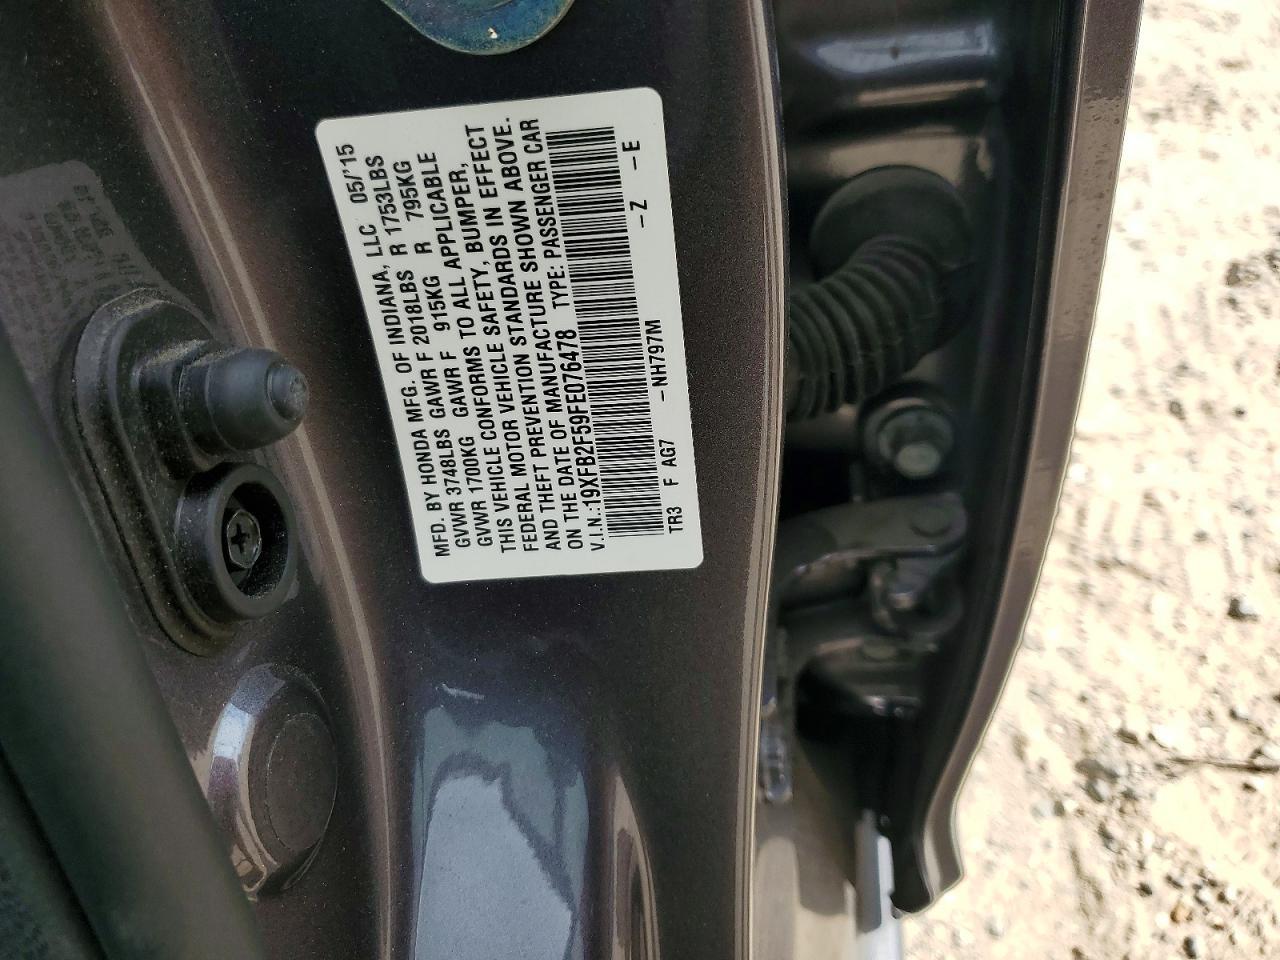 MFD. BY HONDA MFG. OF INDIANA, LLC 05/'15
GVWR 3748LBS GAWR F 2018LBS R 1753LBS
GVWR 1700KG GAWR F 915KG R 795KG
THIS VEHICLE CONFORMS TO ALL APPLICABLE
FEDERAL MOTOR VEHICLE SAFETY, BUMPER,
AND THEFT PREVENTION STANDARDS IN EFFECT
ON THE DATE OF MANUFACTURE SHOWN ABOVE.
V.I.N.:19XFB2F59FE076478 TYPE: PASSENGER CAR
TR3 F AG7 -NH797M -Z -E